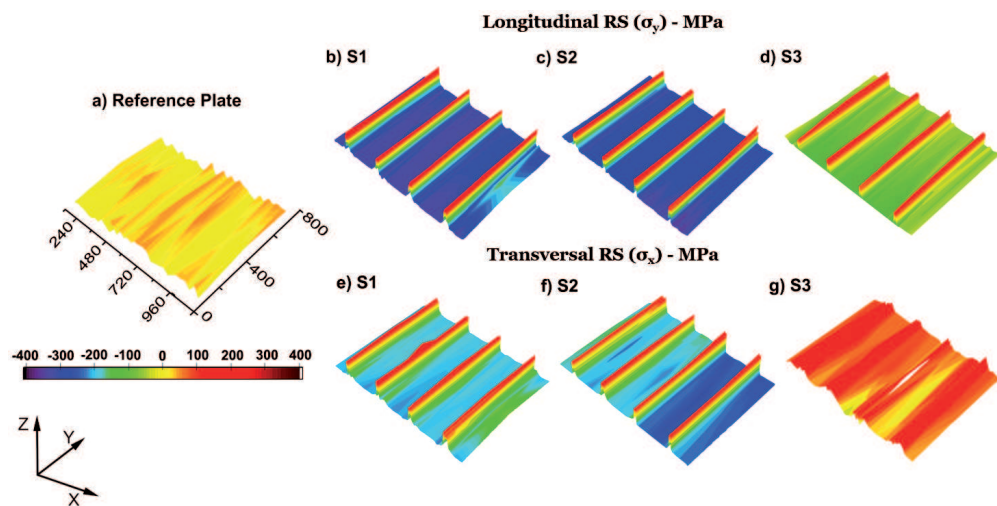 Longitudinal RS (σy) - MPa
b) S1
c) S2
d) S3
a) Reference Plate
240
480
720
960
0
400
800
Transversal RS (σx) - MPa
e) S1
f) S2
g) S3
-400 -300 -200 -100 0 100 200 300 400
Z
Y
X